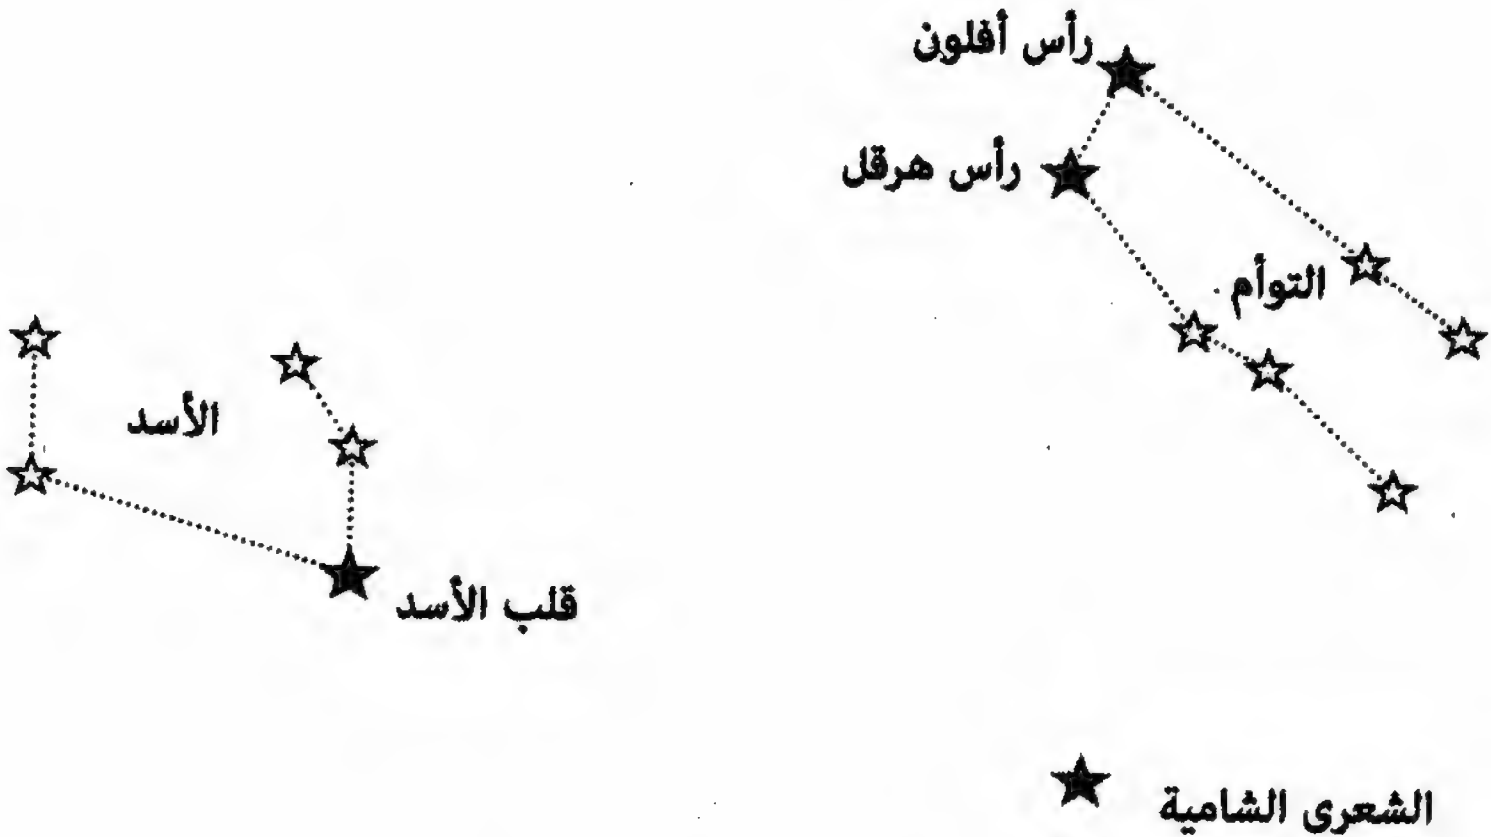 رأس أفلون
رأس هرقل
التوأم
الأسد
قلب الأسد
الشعرى الشامية